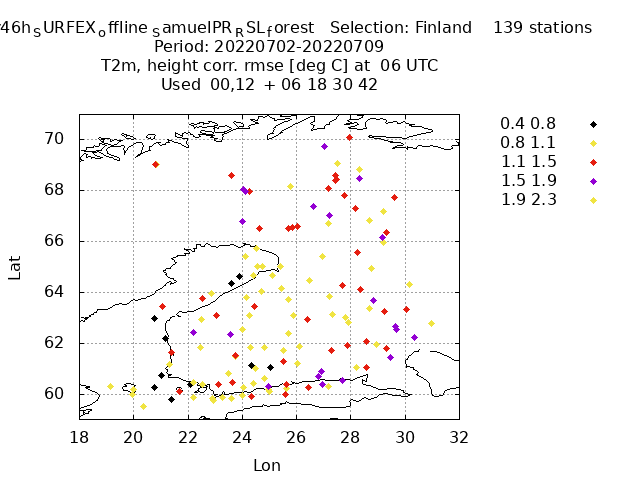 46h SURFEX offline SamuelPR RSL forest Selection: Finland 139 stations
Period: 20220702-20220709
T2m, height corr. rmse [deg C] at 06 UTC
Used 00,12 + 06 18 30 42
0.4 0.8
0.8 1.1
1.1 1.5
1.5 1.9
1.9 2.3
70
68
66
64
62
60
Lat
18 20 22 24 26 28 30 32
Lon